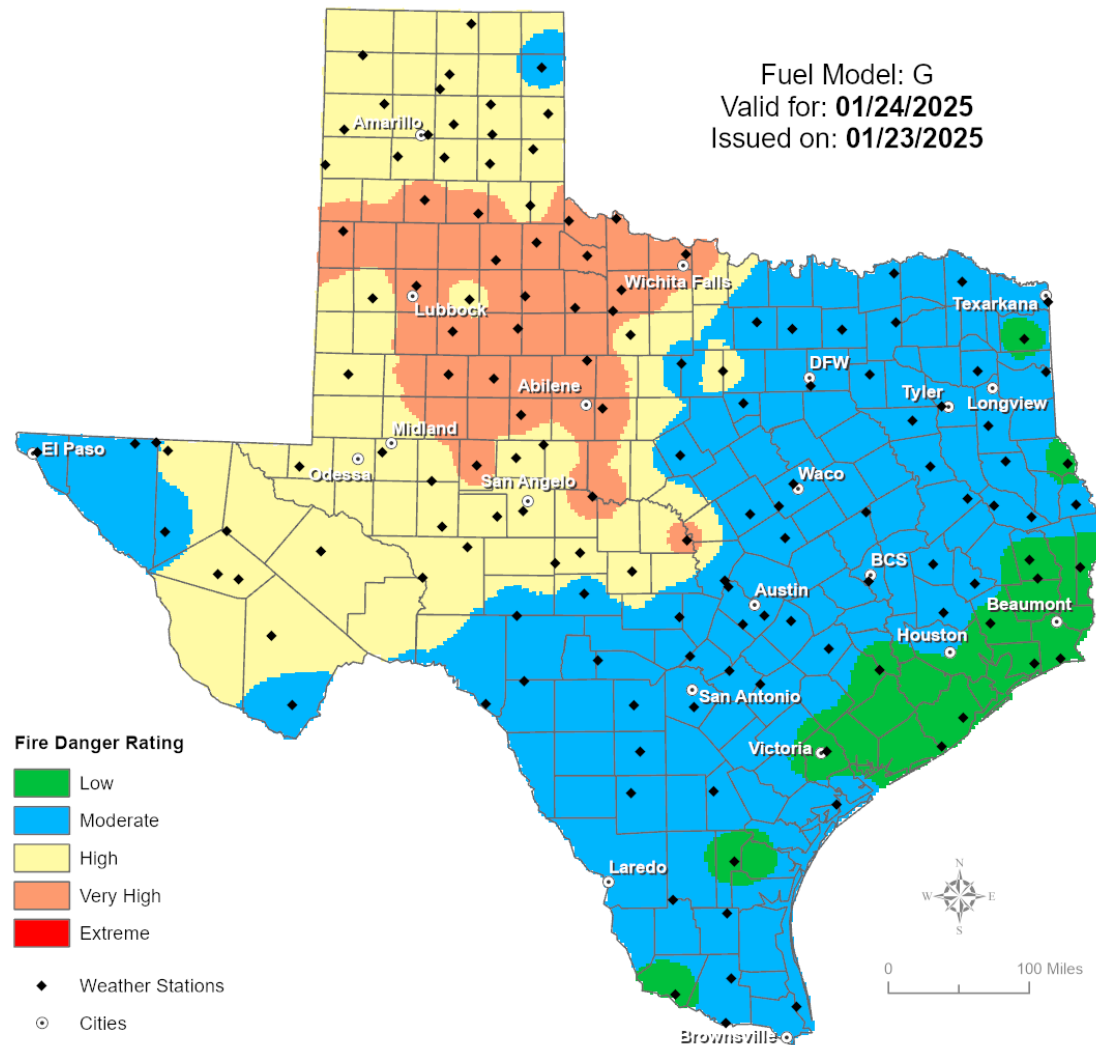 Fuel Model: G
Valid for: 01/24/2025
Issued on: 01/23/2025
Amarillo
Wichita Falls
Lubbock
Texarkana
DFW
Abilene
Tyler
Longview
Midland
El Paso
Odessa
San Angelo
Waco
BCS
Austin
Beaumont
Houston
San Antonio
Victoria
Laredo
Brownsville
Fire Danger Rating
Low
Moderate
High
Very High
Extreme
Weather Stations
Cities
N
W
E
S
0
100 Miles